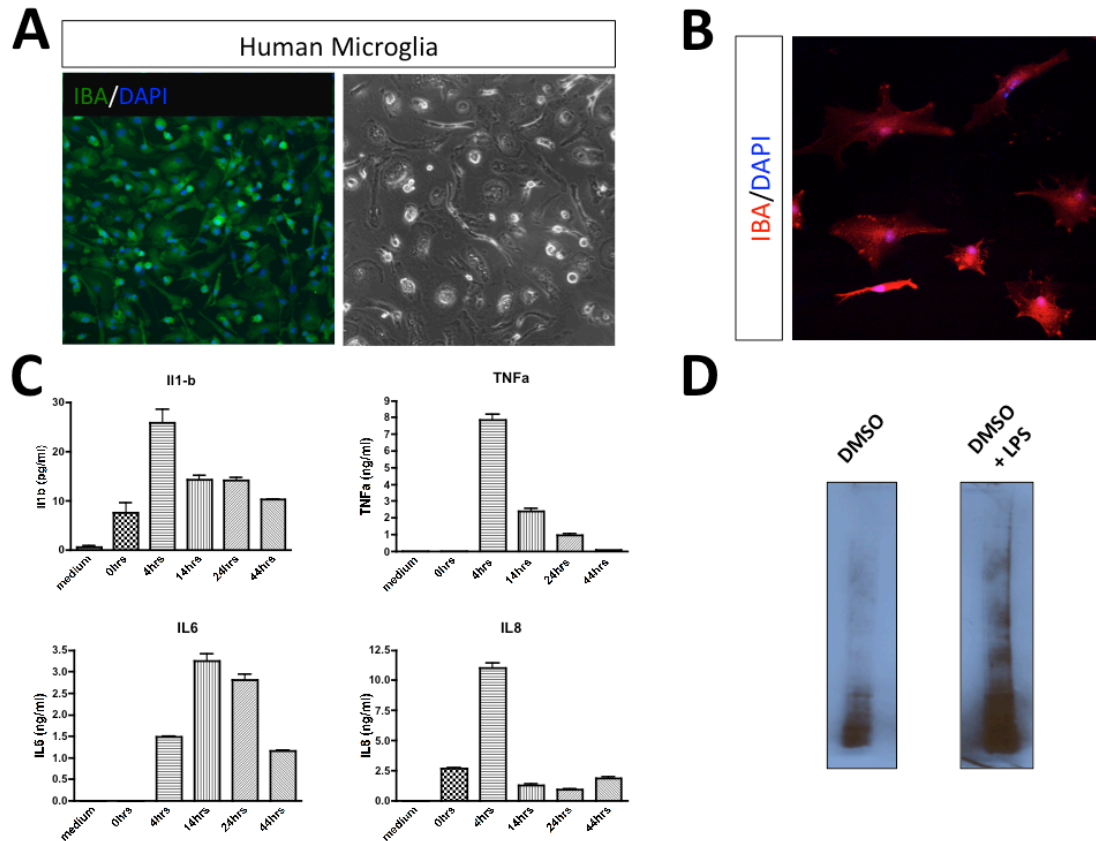 A
Human Microglia
IBA/DAPI
B
IBA/DAPI
C
Il1-b
Il1b (pg/ml)
30
20
10
0
medium
0hrs
4hrs
14hrs
24hrs
44hrs
TNFa
TNFa (ng/ml)
9
8
7
6
5
4
3
2
1
0
medium
0hrs
4hrs
14hrs
24hrs
44hrs
IL6
IL6 (ng/ml)
3.5
3.0
2.5
2.0
1.5
1.0
0.5
0.0
medium
0hrs
4hrs
14hrs
24hrs
44hrs
IL8
IL8 (ng/ml)
12.5
10.0
7.5
5.0
2.5
0.0
medium
0hrs
4hrs
14hrs
24hrs
44hrs
D
DMSO
DMSO
+ LPS